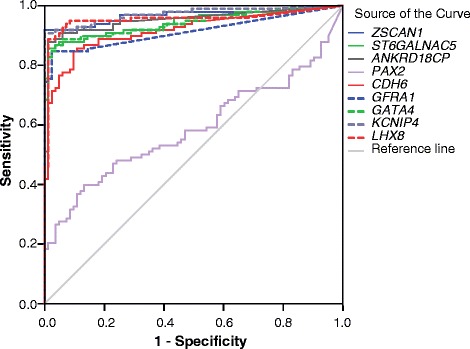 Source of the Curve
ZSCAN1
ST6GALNAC5
ANKRD18CP
PAX2
CDH6
GFRA1
GATA4
KCNIP4
LHX8
Reference line
Sensitivity
1.0
0.8
0.6
0.4
0.2
0.0
0.0 0.2 0.4 0.6 0.8 1.0
1 - Specificity